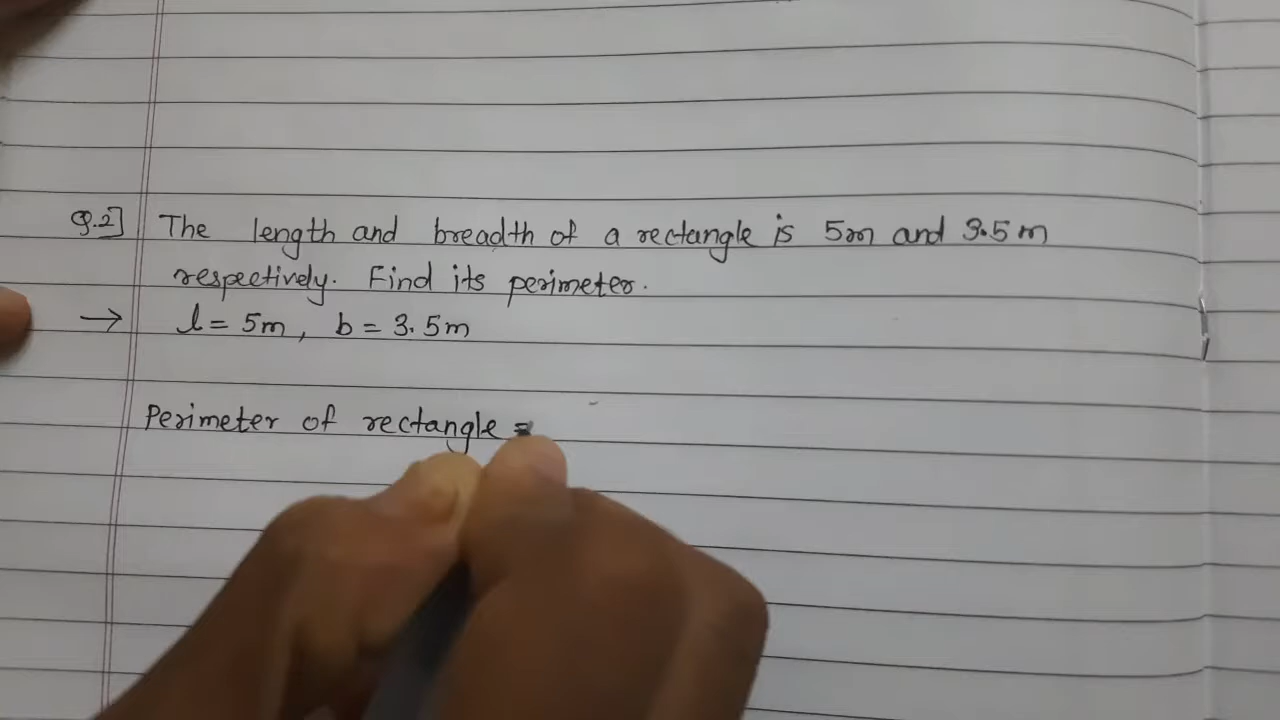 Q.2] The length and breadth of a rectangle is 5m and 3.5m
respectively. Find its perimeter.
→ l = 5m, b = 3.5m
Perimeter of rectangle =